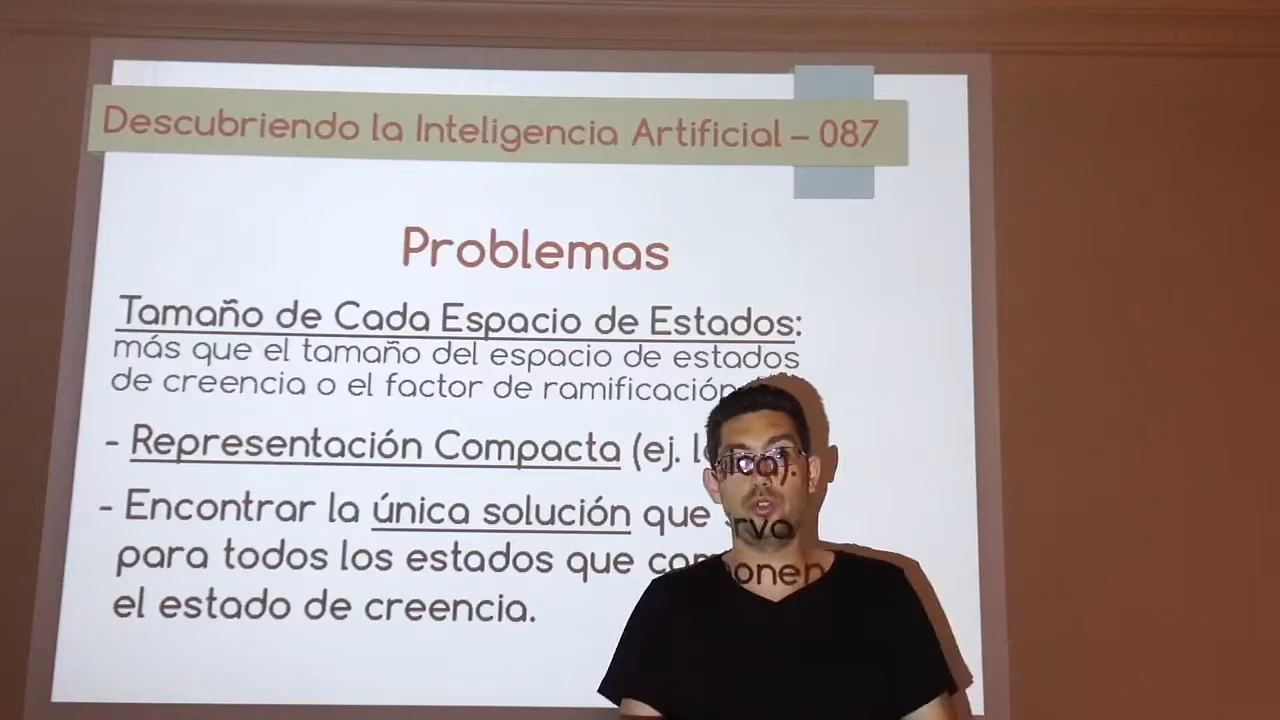 Descubriendo la Inteligencia Artificial – 087
Problemas
Tamaño de Cada Espacio de Estados:
más que el tamaño del espacio de estados
de creencia o el factor de ramificación
- Representación Compacta (ej. lógica).
- Encontrar la única solución que sirva
para todos los estados que componen
el estado de creencia.